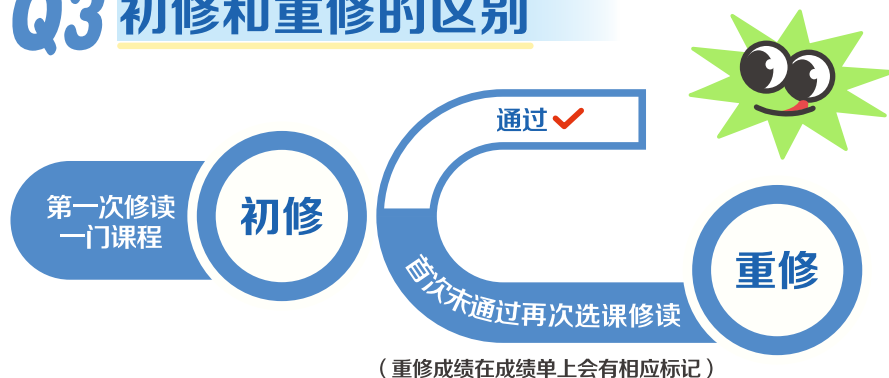 Q3 初修和重修的区别
通过
第一次修读
一门课程
初修
重修
首次未通过再次选课修读
（重修成绩在成绩单上会有相应标记）